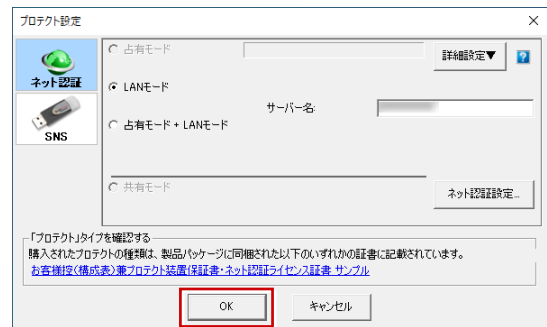 プロテクト設定
ネット認証
SNS
占有モード
詳細設定▼
?
LANモード
サーバー名:
占有モード + LANモード
共有モード
ネット認証設定...
「プロテクト」タイプを確認する
購入されたプロテクトの種類は、製品パッケージに同梱された以下のいずれかの証書に記載されています。
お客様控(構成表)兼プロテクト装置保証書・ネット認証ライセンス証書 サンプル
OK
キャンセル